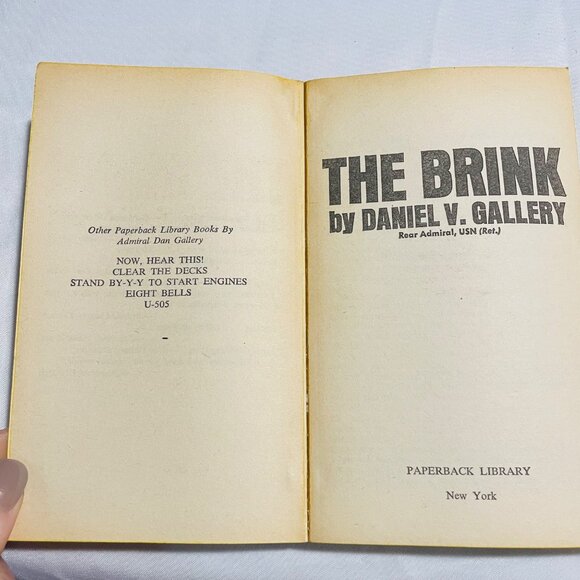 Other Paperback Library Books By
Admiral Dan Gallery
NOW, HEAR THIS!
CLEAR THE DECKS
STAND BY-Y-Y TO START ENGINES
EIGHT BELLS
U-505
THE BRINK
by DANIEL V. GALLERY
Rear Admiral, USN (Ret.)
PAPERBACK LIBRARY
New York